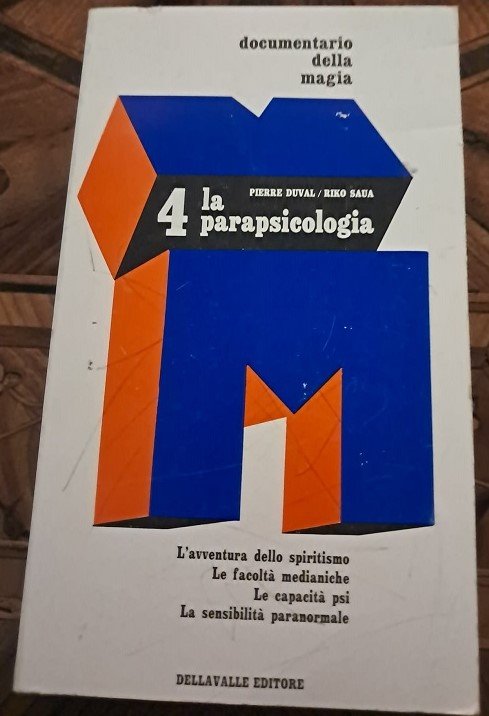 documentario
della
magia
PIERRE DUVAL / RIKO SAUA
4 la
parapsicologia
L'avventura dello spiritismo
Le facoltà medianiche
Le capacità psi
La sensibilità paranormale
DELLAVALLE EDITORE